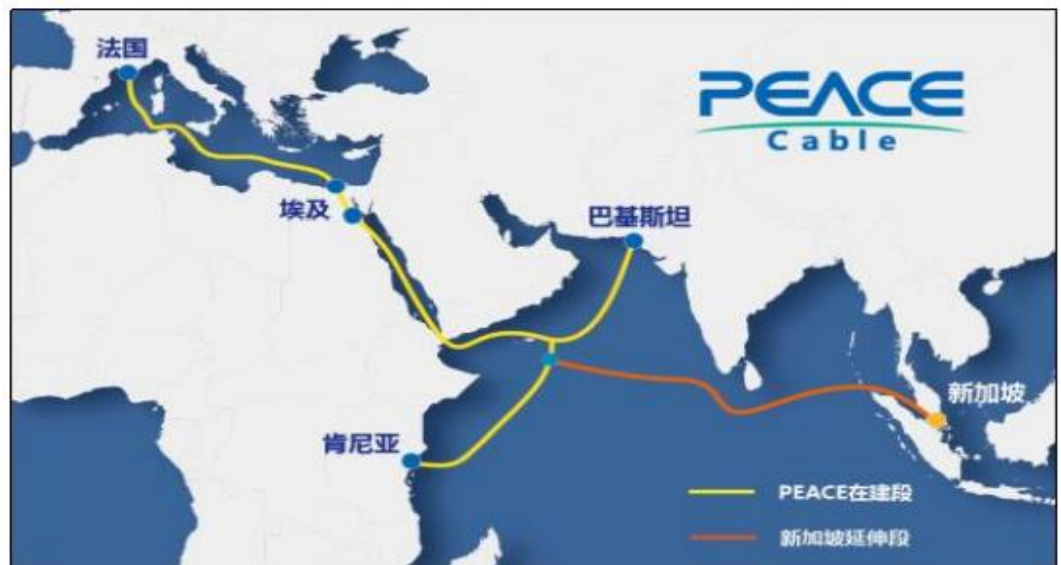 法国
PEACE
Cable
埃及
巴基斯坦
新加坡
肯尼亚
PEACE在建段
新加坡延伸段